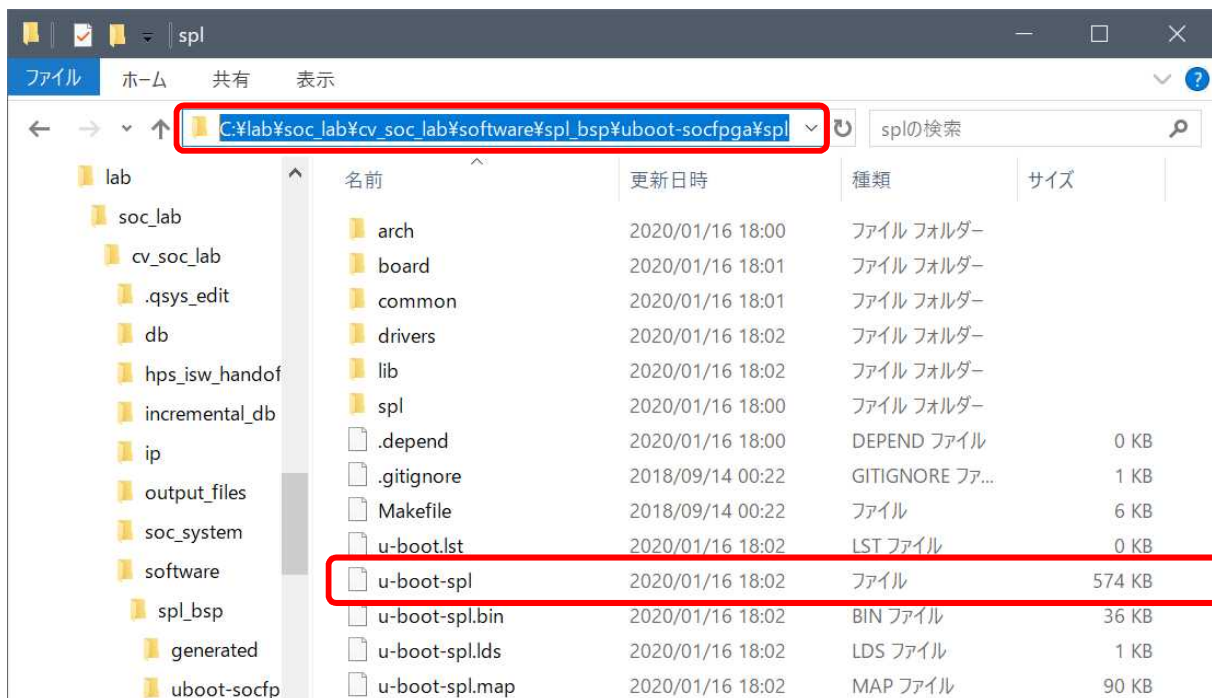 spl
ファイル ホーム 共有 表示
C:¥lab¥soc_lab¥cv_soc_lab¥software¥spl_bsp¥uboot-socfpga¥spl splの検索
lab
soc_lab
cv_soc_lab
.qsys_edit
db
hps_isw_handof
incremental_db
ip
output_files
soc_system
software
spl_bsp
generated
uboot-socfp
名前 更新日時 種類 サイズ
arch 2020/01/16 18:00 ファイル フォルダー
board 2020/01/16 18:01 ファイル フォルダー
common 2020/01/16 18:01 ファイル フォルダー
drivers 2020/01/16 18:02 ファイル フォルダー
lib 2020/01/16 18:02 ファイル フォルダー
spl 2020/01/16 18:00 ファイル フォルダー
.depend 2020/01/16 18:00 DEPEND ファイル 0 KB
.gitignore 2018/09/14 00:22 GITIGNORE ファ... 1 KB
Makefile 2018/09/14 00:22 ファイル 6 KB
u-boot.lst 2020/01/16 18:02 LST ファイル 0 KB
u-boot-spl 2020/01/16 18:02 ファイル 574 KB
u-boot-spl.bin 2020/01/16 18:02 BIN ファイル 36 KB
u-boot-spl.lds 2020/01/16 18:02 LDS ファイル 1 KB
u-boot-spl.map 2020/01/16 18:02 MAP ファイル 90 KB